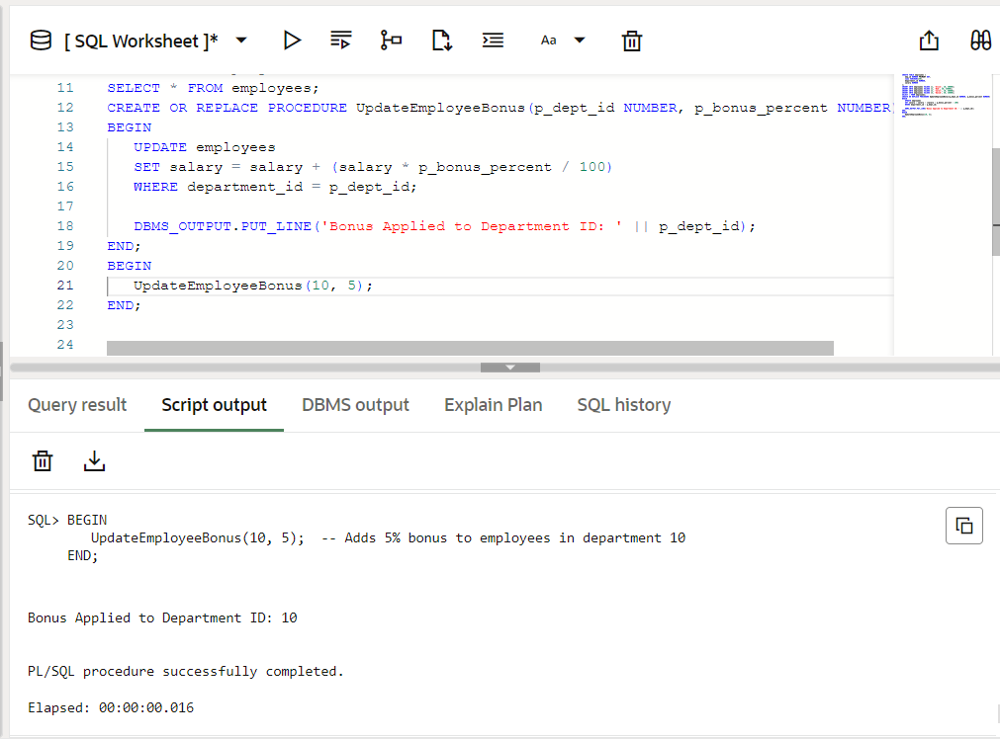 [ SQL Worksheet ]* Aa
11 SELECT * FROM employees;
12 CREATE OR REPLACE PROCEDURE UpdateEmployeeBonus(p_dept_id NUMBER, p_bonus_percent NUMBER)
13 BEGIN
14 UPDATE employees
15 SET salary = salary + (salary * p_bonus_percent / 100)
16 WHERE department_id = p_dept_id;
17
18 DBMS_OUTPUT.PUT_LINE('Bonus Applied to Department ID: ' || p_dept_id);
19 END;
20 BEGIN
21 UpdateEmployeeBonus(10, 5);
22 END;
23
24
Query result Script output DBMS output Explain Plan SQL history
SQL> BEGIN
UpdateEmployeeBonus(10, 5); -- Adds 5% bonus to employees in department 10
END;
Bonus Applied to Department ID: 10
PL/SQL procedure successfully completed.
Elapsed: 00:00:00.016